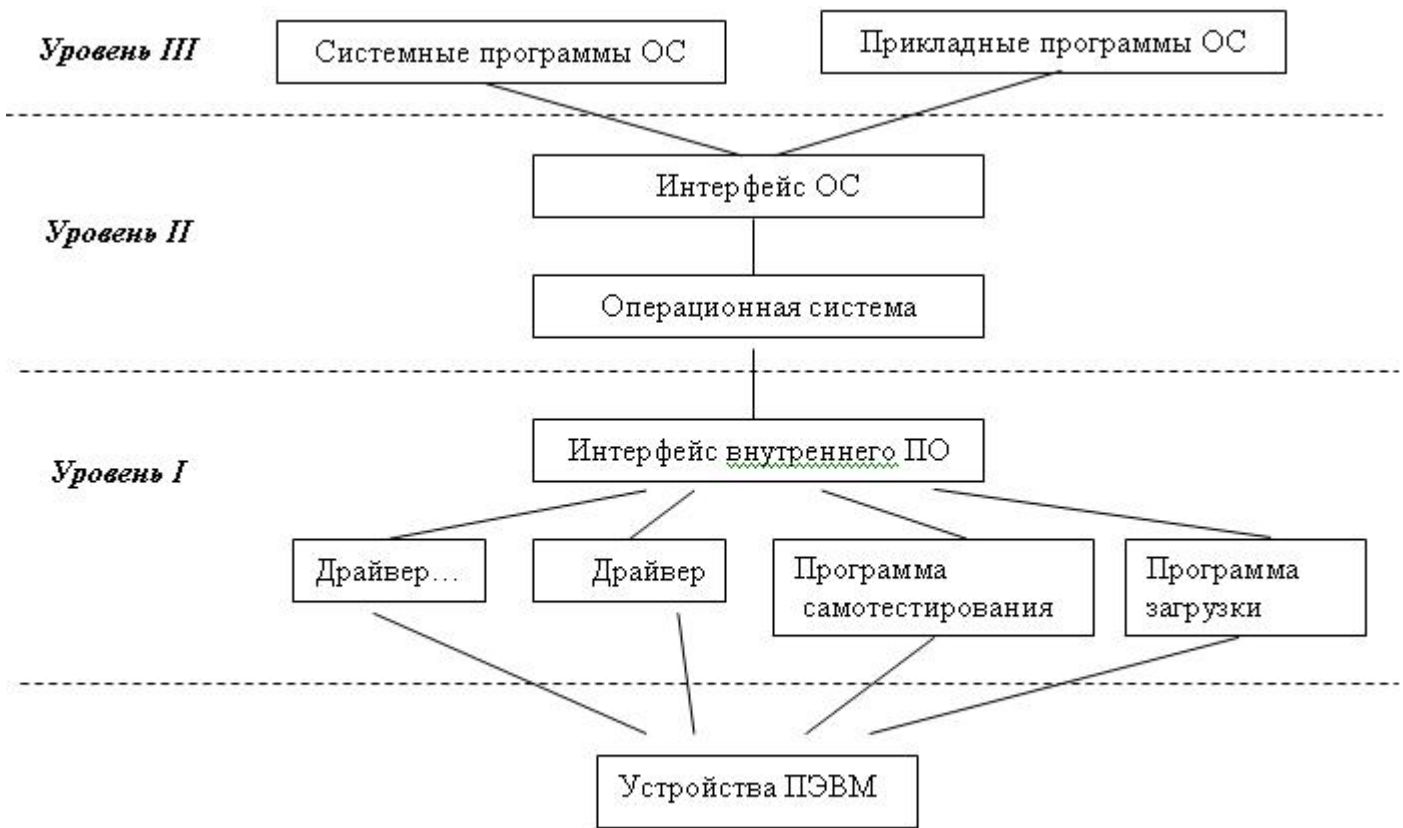 Уровень III
Системные программы ОС
Прикладные программы ОС
Интерфейс ОС
Уровень II
Операционная система
Интерфейс внутреннего ПО
Уровень I
Драйвер...
Драйвер
Программа
самотестирования
Программа
загрузки
Устройства ПЭВМ